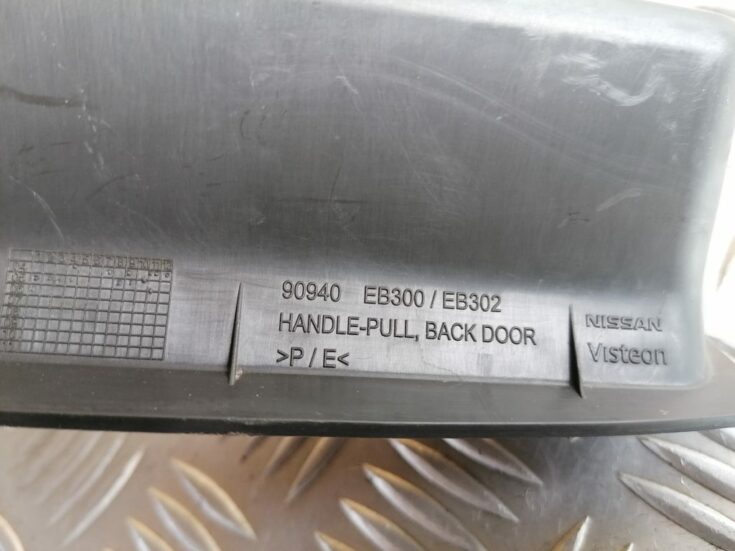 90940 EB300 / EB302
HANDLE-PULL, BACK DOOR
>P / E<
NISSAN
Visteon